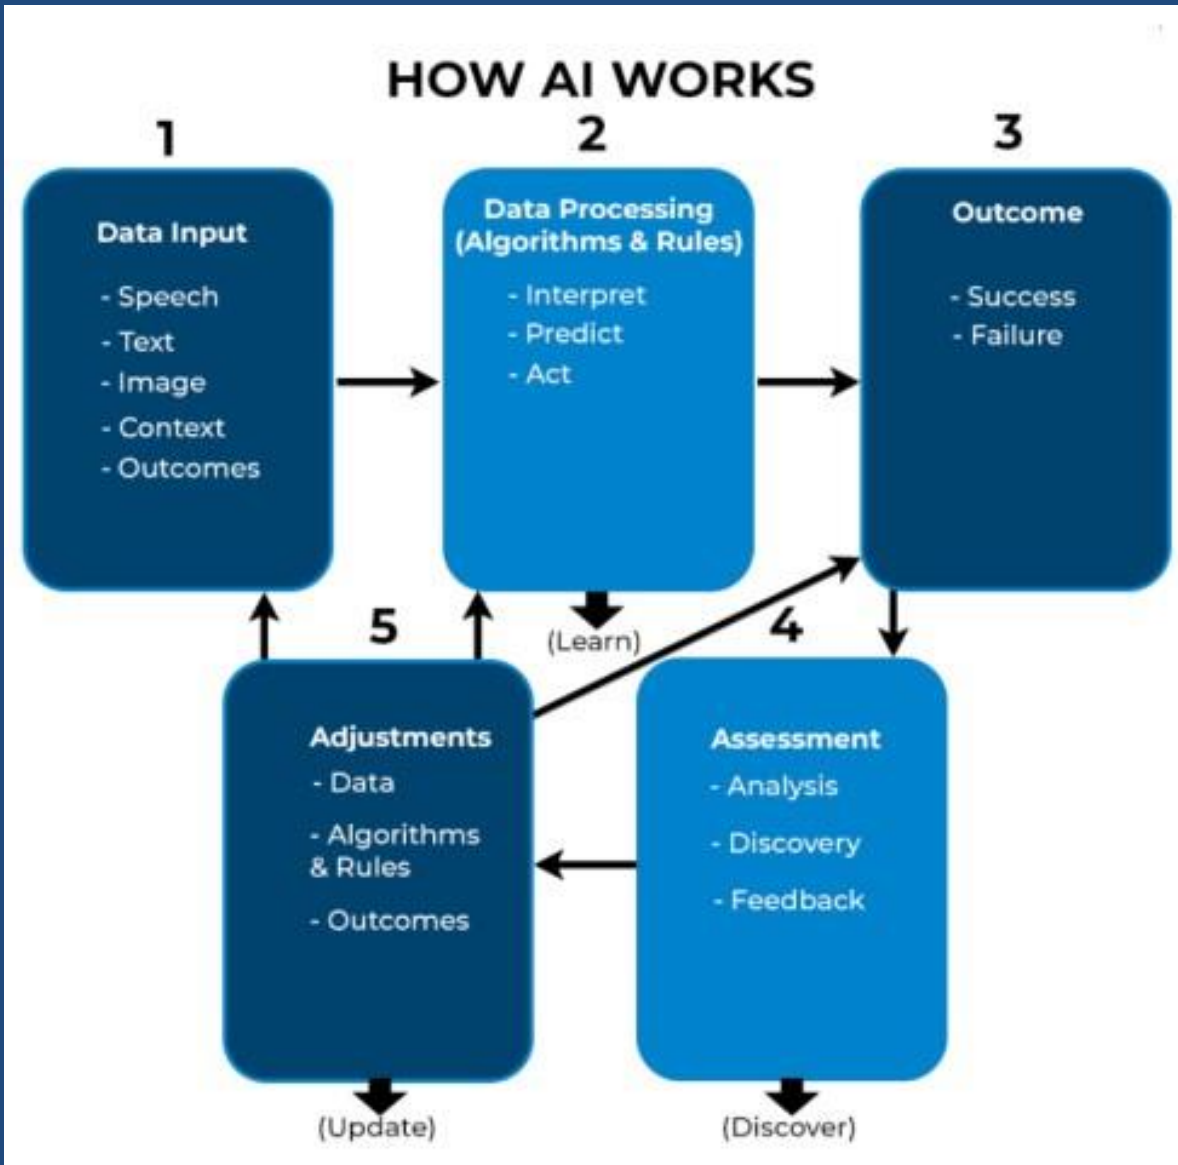 HOW AI WORKS
1
Data Input
- Speech
- Text
- Image
- Context
- Outcomes
2
Data Processing
(Algorithms & Rules)
- Interpret
- Predict
- Act
(Learn)
3
Outcome
- Success
- Failure
4
Assessment
- Analysis
- Discovery
- Feedback
(Discover)
5
Adjustments
- Data
- Algorithms
& Rules
- Outcomes
(Update)